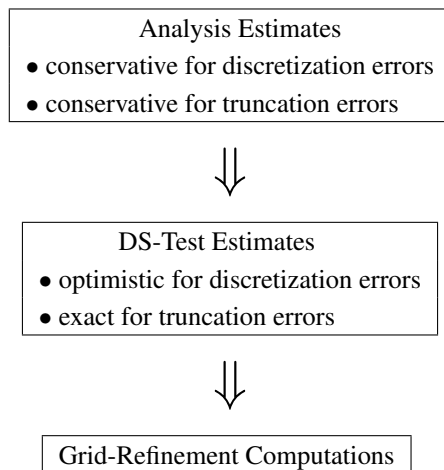 Analysis Estimates
• conservative for discretization errors
• conservative for truncation errors
⇓
DS-Test Estimates
• optimistic for discretization errors
• exact for truncation errors
⇓
Grid-Refinement Computations